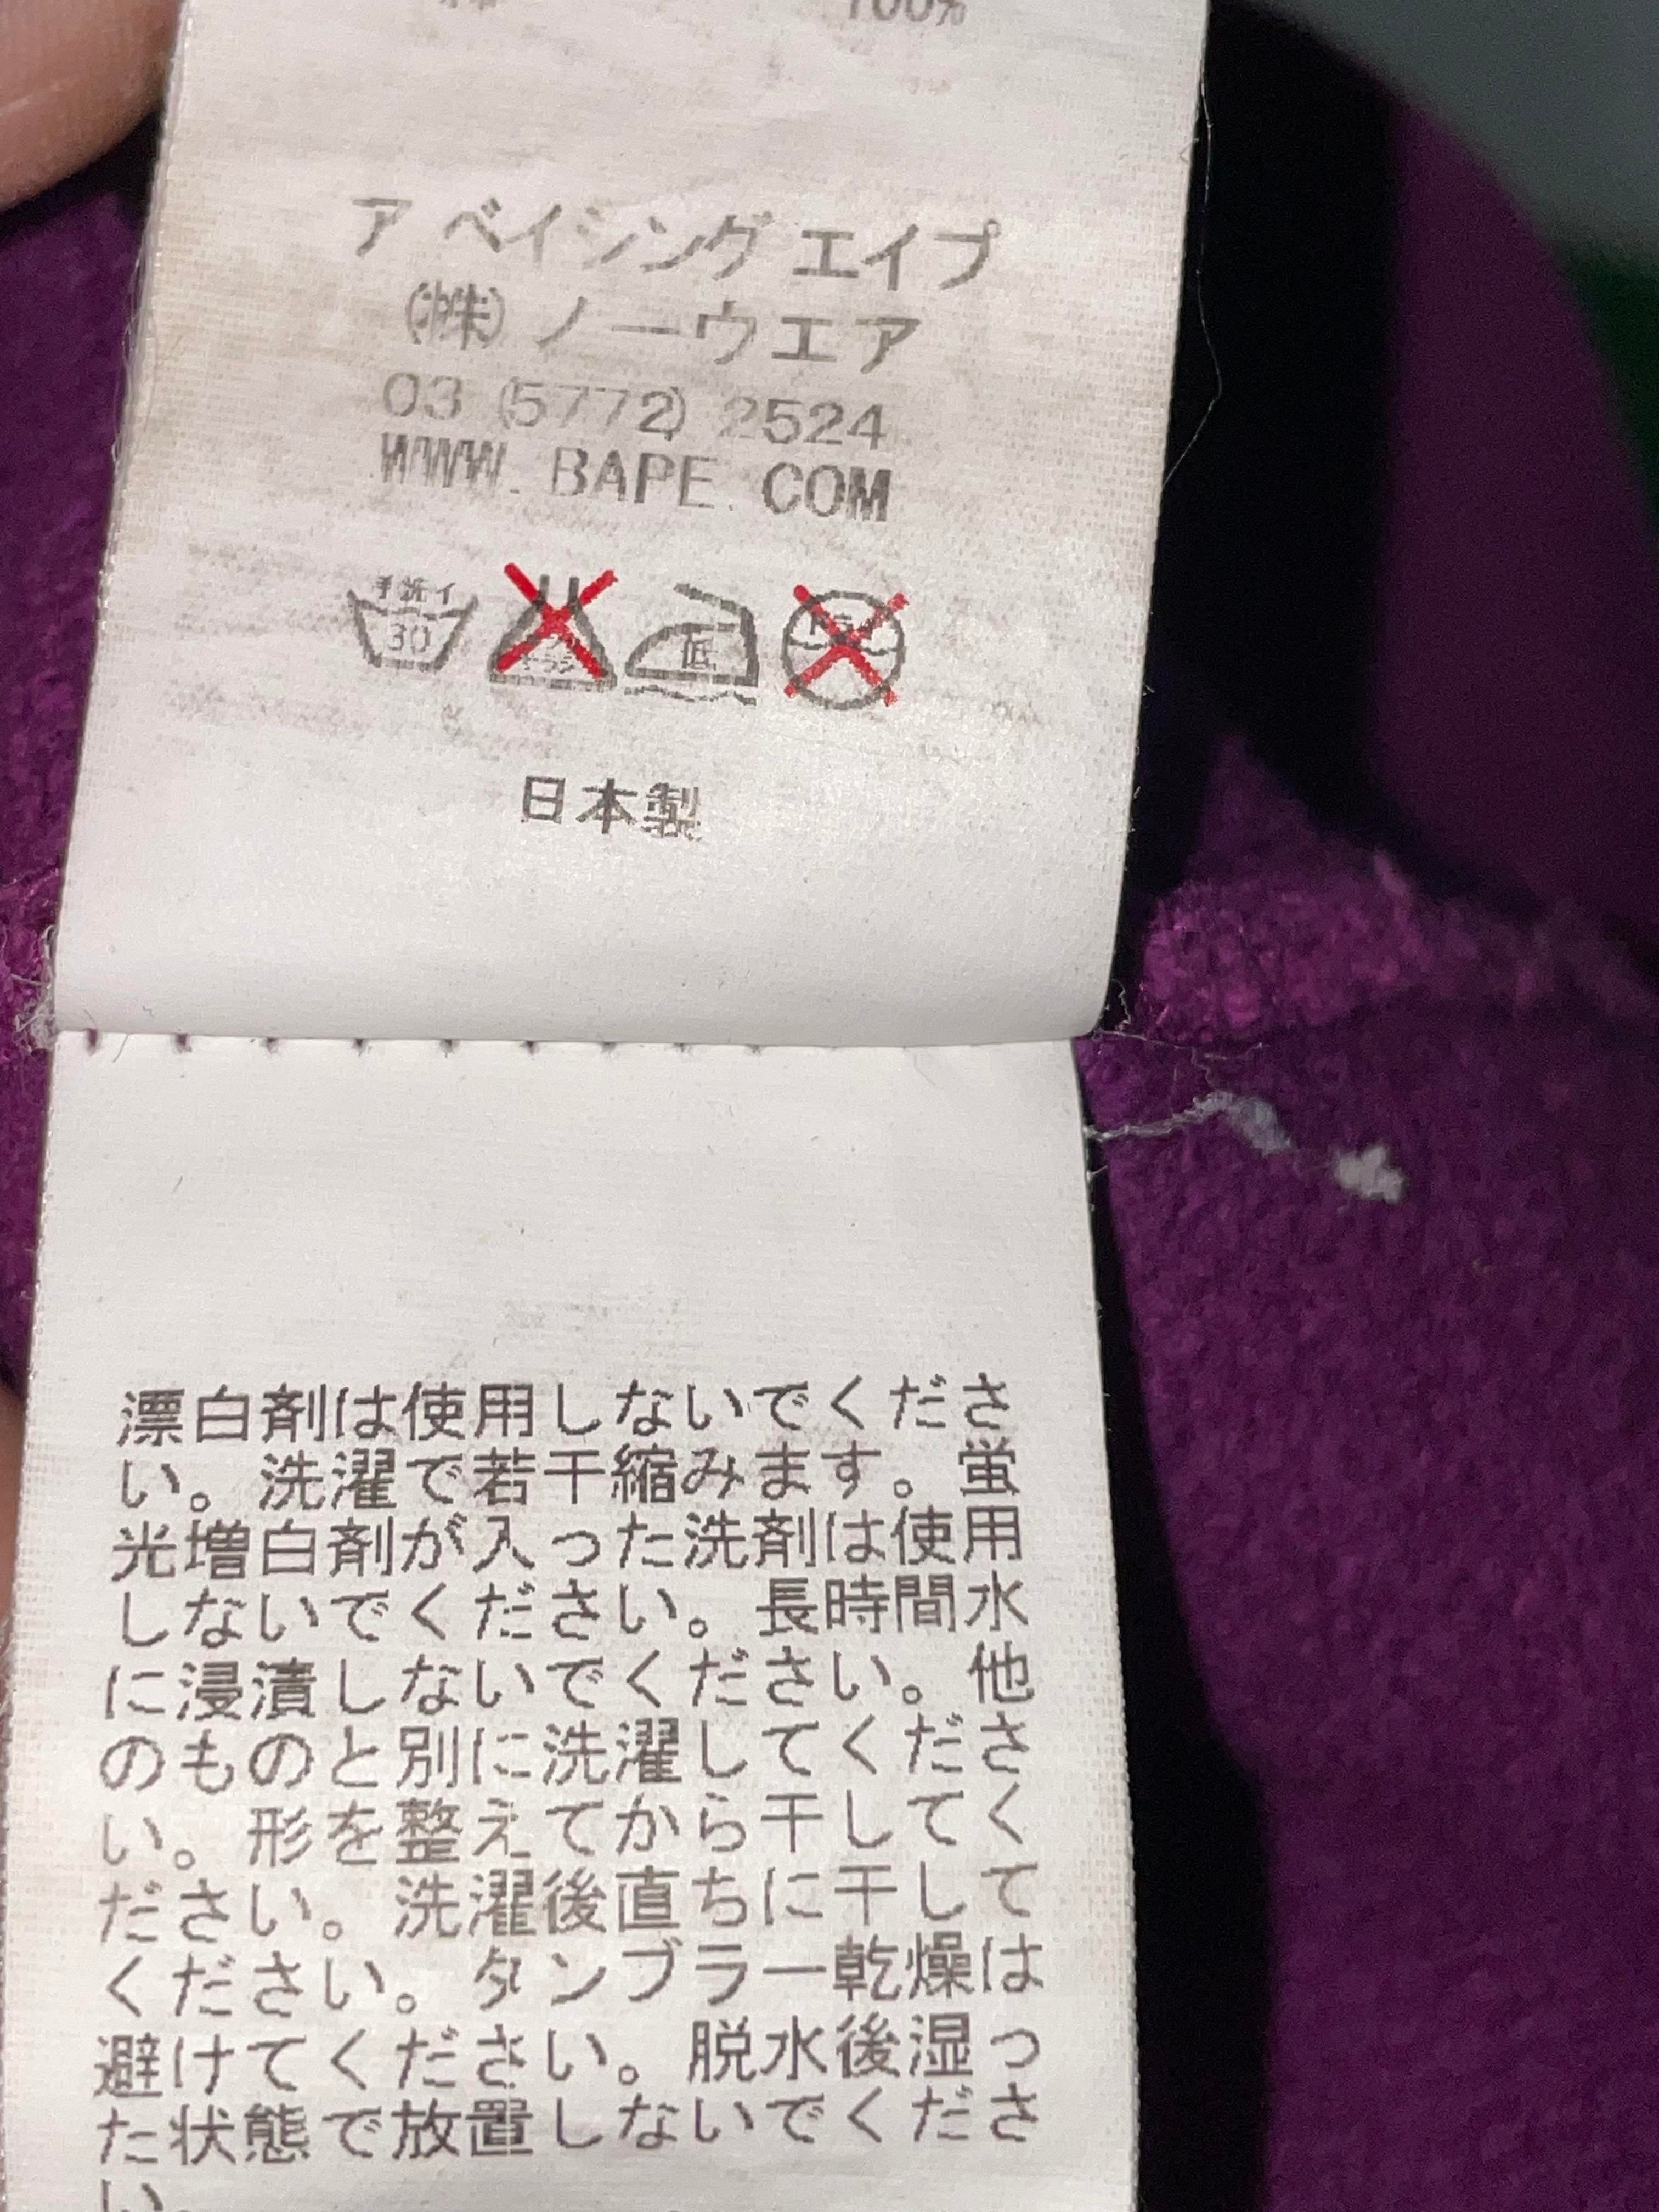 綿 100%
ア ベイシング エイプ
㈱ ノーウエア
03 (5772) 2524
WWW. BAPE. COM
手洗イ
30
低
日本製
漂白剤は使用しないでくださ
い。洗濯で若干縮みます。蛍
光増白剤が入った洗剤は使用
しないでください。長時間水
に浸漬しないでください。他
のものと別に洗濯してくださ
い。形を整えてから干してく
ださい。洗濯後直ちに干して
ください。タンブラー乾燥は
避けてください。脱水後湿っ
た状態で放置しないでくださ
い。